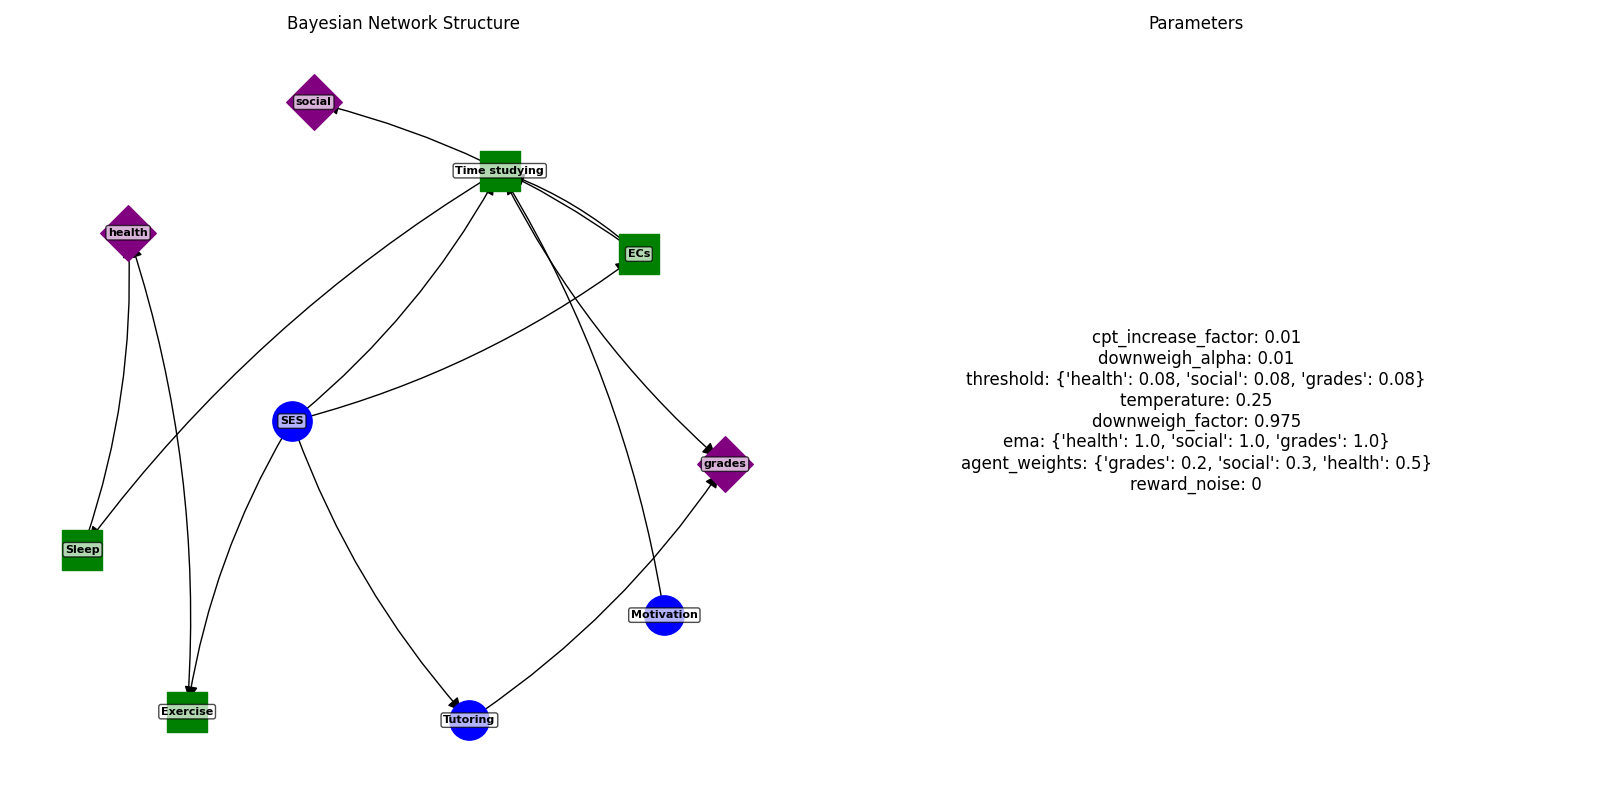 Bayesian Network Structure
Parameters
social
Time studying
health
ECs
SES
grades
Sleep
Motivation
Exercise
Tutoring
cpt_increase_factor: 0.01
downweigh_alpha: 0.01
threshold: {'health': 0.08, 'social': 0.08, 'grades': 0.08}
temperature: 0.25
downweigh_factor: 0.975
ema: {'health': 1.0, 'social': 1.0, 'grades': 1.0}
agent_weights: {'grades': 0.2, 'social': 0.3, 'health': 0.5}
reward_noise: 0